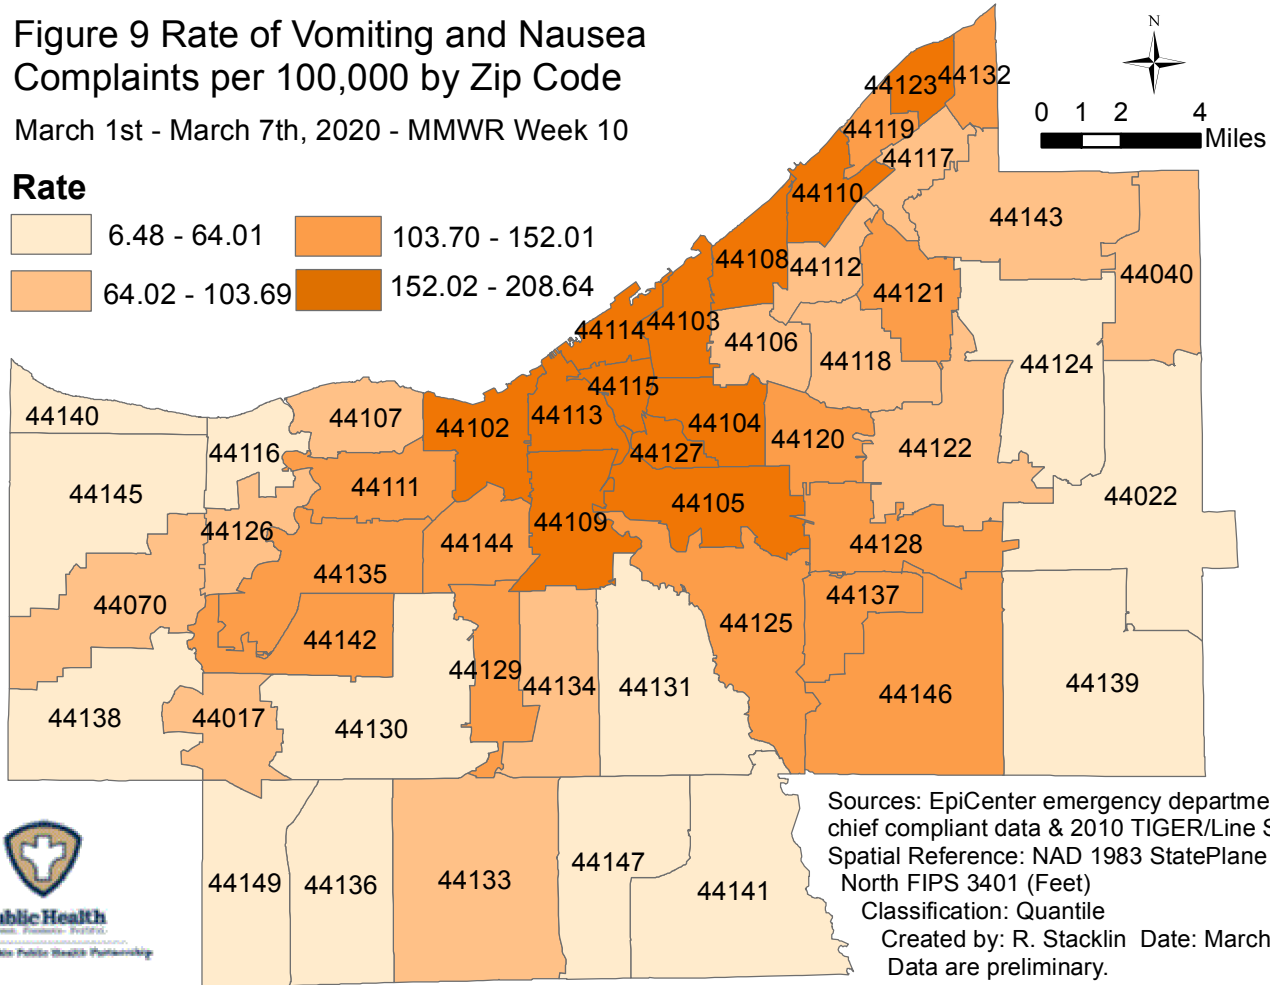 Figure 9 Rate of Vomiting and Nausea
Complaints per 100,000 by Zip Code
March 1st - March 7th, 2020 - MMWR Week 10
Rate
6.48 - 64.01
103.70 - 152.01
64.02 - 103.69
152.02 - 208.64
N
0 1 2 4
Miles
44123
44132
44119
44117
44110
44143
44108
44112
44040
44121
44114
44103
44106
44118
44124
44115
44140
44107
44102
44113
44104
44120
44122
44116
44127
44145
44111
44105
44022
44126
44109
44144
44128
44135
44070
44137
44142
44125
44129
44134
44131
44139
44146
44138
44017
44130
44149
44136
44133
44147
44141
Sources: EpiCenter emergency departme
chief compliant data & 2010 TIGER/Line S
Spatial Reference: NAD 1983 StatePlane
North FIPS 3401 (Feet)
Classification: Quantile
Created by: R. Stacklin Date: March
Data are preliminary.
ublic Health
Public Health Partnership